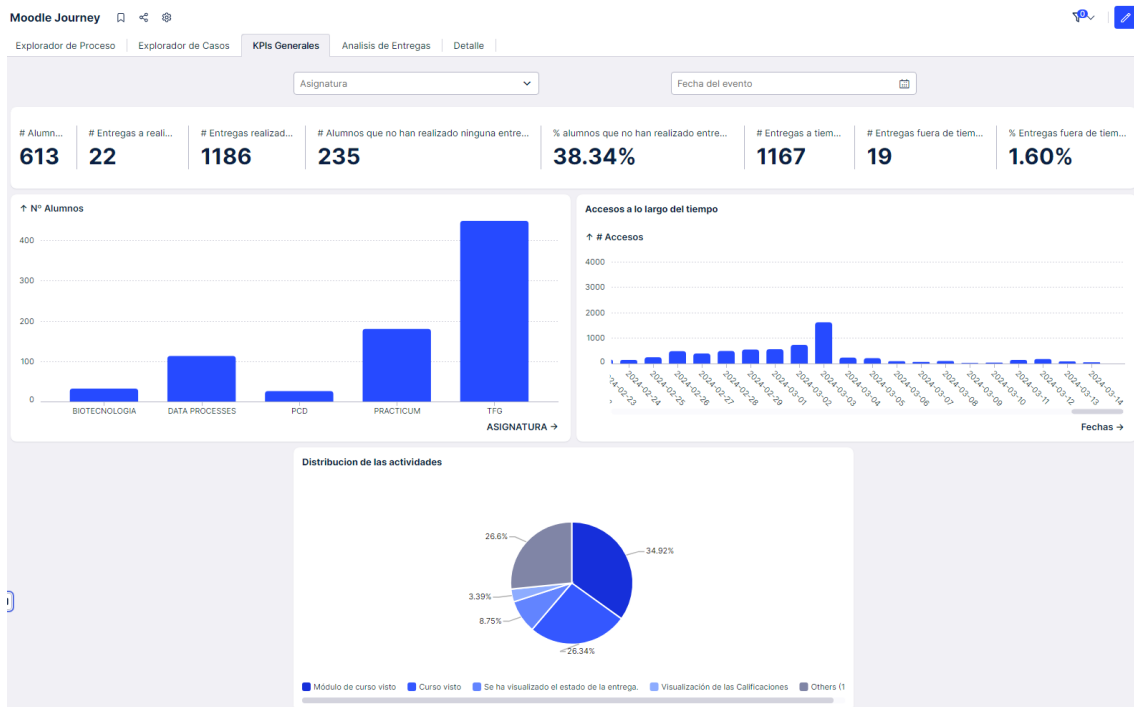 Moodle Journey
0
Explorador de Proceso Explorador de Casos KPIs Generales Analisis de Entregas Detalle
Asignatura Fecha del evento
# Alumn... # Entregas a reali... # Entregas realizad... # Alumnos que no han realizado ninguna entre... % alumnos que no han realizado entre... # Entregas a tiem... # Entregas fuera de tiem... % Entregas fuera de tiem...
613 22 1186 235 38.34% 1167 19 1.60%
↑ Nº Alumnos
400
300
200
100
0
BIOTECNOLOGIA DATA PROCESSES PCD PRACTICUM TFG
ASIGNATURA →
Accesos a lo largo del tiempo
↑ # Accesos
4000
3000
2000
1000
0
2024-02-23 2024-02-24 2024-02-25 2024-02-26 2024-02-27 2024-02-28 2024-02-29 2024-03-01 2024-03-02 2024-03-03 2024-03-04 2024-03-05 2024-03-06 2024-03-07 2024-03-08 2024-03-09 2024-03-10 2024-03-11 2024-03-12 2024-03-13 2024-03-14
Fechas →
Distribucion de las actividades
26.6%
34.92%
3.39%
8.75%
26.34%
Módulo de curso visto Curso visto Se ha visualizado el estado de la entrega. Visualización de las Calificaciones Others (1